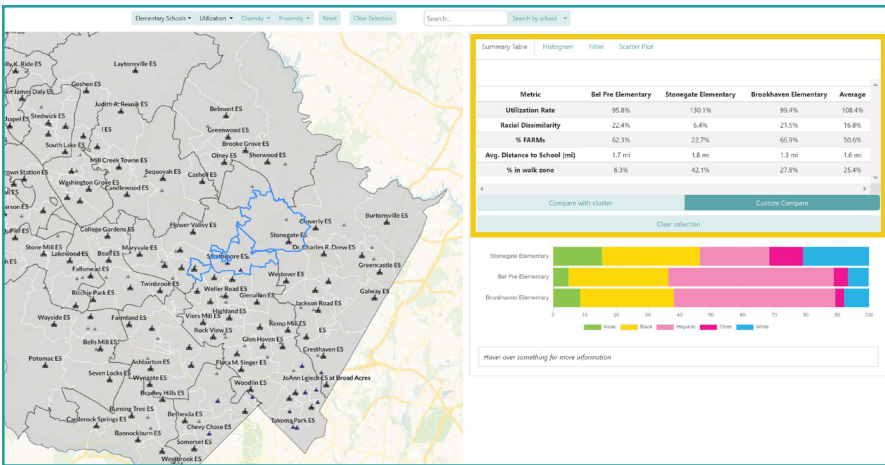 Elementary Schools Utilization Diversity Proximity Reset Clear Selection Search... Search by school
Summary Table Histogram Filter Scatter Plot
Metric Bel Pre Elementary Stonegate Elementary Brookhaven Elementary Average
Utilization Rate 95.8% 130.1% 99.4% 108.4%
Racial Dissimilarity 22.4% 6.4% 21.5% 16.8%
% FARMs 62.3% 22.7% 66.9% 50.6%
Avg. Distance to School (mi) 1.7 mi 1.8 mi 1.3 mi 1.6 mi
% in walk zone 6.3% 42.1% 27.8% 25.4%
Compare with cluster Custom Compare
Clear selection
Stonegate Elementary
Bel Pre Elementary
Brookhaven Elementary
0 10 20 30 40 50 60 70 80 90 100
Asian Black Hispanic Other White
Hover over something for more information
Ride ES
Laytonsville ES
Goshen ES
James Daly ES
Judith A. Resnik ES
Stedwick ES
Belmont ES
Greenwood ES
South Lake ES
Brooke Grove ES
Olney ES Sherwood ES
Mill Creek Towne ES
Sequoyah ES
Cashell ES
Washington Grove ES
Candlewood ES
Burtonsville ES
Flower Valley ES
Cloverly ES
College Gardens ES
Stonegate ES
Stone Mill ES
Maryvale ES
Dr. Charles R. Drew ES
Lakewood ES
Beall ES
Strathmore ES
Fallsmead ES
Greencastle ES
Westover ES
Twinbrook ES
Weller Road ES
Ritchie Park ES
Glenallan ES
Galway ES
Jackson Road ES
Highland ES
Wayside ES
Farmland ES
Viers Mill ES
Kemp Mill ES
Rock View ES
ES
Glen Haven ES
Bells Mill ES
Cresthaven ES
Potomac ES
Ashburton ES
Flora M. Singer ES
Seven Locks ES
Wyngate ES
JoAnn Leleck ES at Broad Acres
Woodlin ES
Bradley Hills ES
Burning Tree ES
Bethesda ES
Carderock Springs ES
Chevy Chase ES
Takoma Park ES
Bannockburn ES
Somerset ES
Westbrook ES